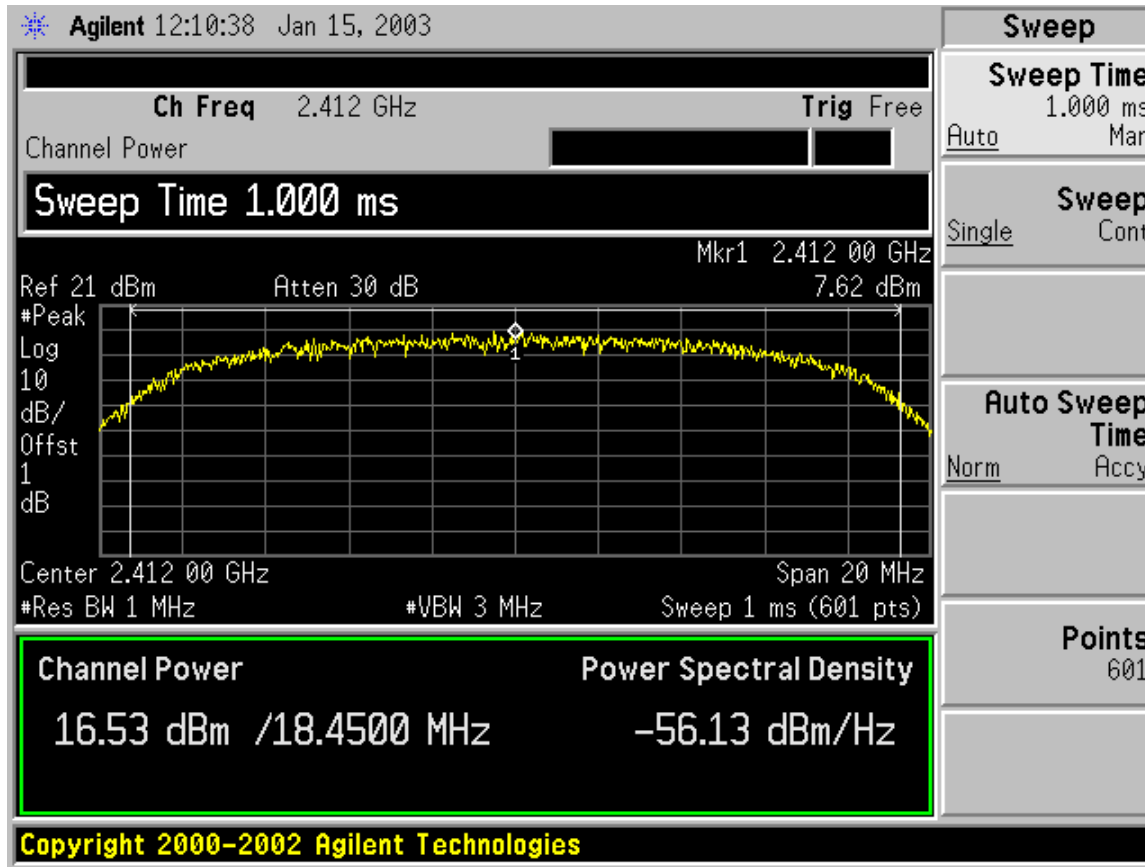 Agilent 12:10:38 Jan 15, 2003
Ch Freq 2.412 GHz Trig Free
Channel Power
Sweep Time 1.000 ms
Mkr1 2.412 00 GHz
Ref 21 dBm Atten 30 dB 7.62 dBm
#Peak
Log
10
dB/
Offst
1
dB
1
Center 2.412 00 GHz Span 20 MHz
#Res BW 1 MHz #VBW 3 MHz Sweep 1 ms (601 pts)
Channel Power Power Spectral Density
16.53 dBm /18.4500 MHz -56.13 dBm/Hz
Copyright 2000-2002 Agilent Technologies
Sweep
Sweep Time
1.000 ms
Auto Man
Sweep
Single Cont
Auto Sweep
Time
Norm Accy
Points
601